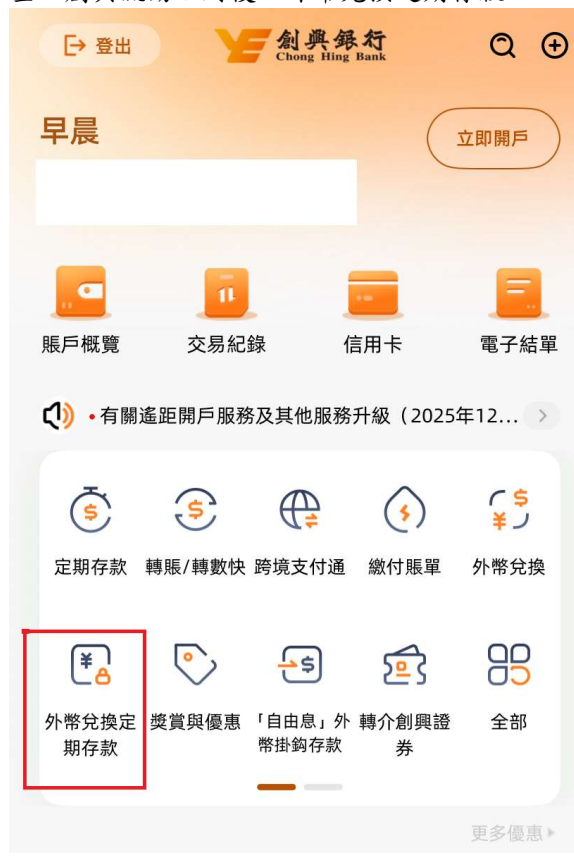 登出
創興銀行
Chong Hing Bank
早晨
立即開戶
賬戶概覽
交易紀錄
信用卡
電子結單
•有關遙距開戶服務及其他服務升級（2025年12...
定期存款
轉賬/轉數快
跨境支付通
繳付賬單
外幣兌換
外幣兌換定
期存款
獎賞與優惠
「自由息」外
幣掛鈎存款
轉介創興證
券
全部
更多優惠